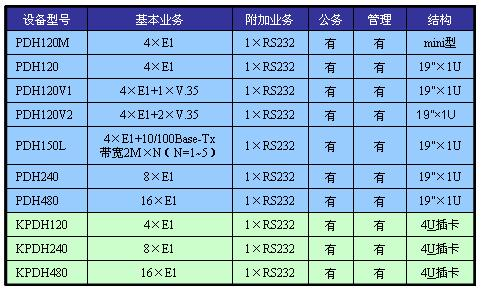 设备型号 基本业务 附加业务 公务 管理 结构
PDH120M 4×E1 1×RS232 有 有 mini型
PDH120 4×E1 1×RS232 有 有 19"×1U
PDH120V1 4×E1+1×V.35 1×RS232 有 有 19"×1U
PDH120V2 4×E1+2×V.35 1×RS232 有 有 19"×1U
PDH150L 4×E1+10/100Base-Tx 1×RS232 有 有 19"×1U
带宽2M×N（N=1~5）
PDH240 8×E1 1×RS232 有 有 19"×1U
PDH480 16×E1 1×RS232 有 有 19"×1U
KPDH120 4×E1 1×RS232 有 有 4U插卡
KPDH240 8×E1 1×RS232 有 有 4U插卡
KPDH480 16×E1 1×RS232 有 有 4U插卡